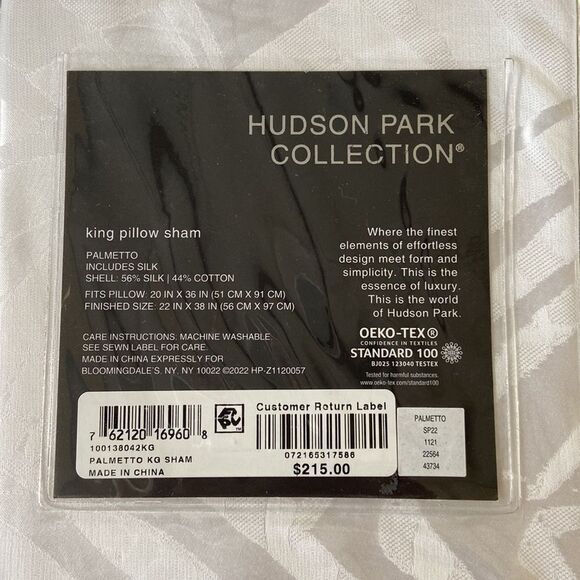 HUDSON PARK
COLLECTION®
king pillow sham
PALMETTO
INCLUDES SILK
SHELL: 56% SILK | 44% COTTON
FITS PILLOW: 20 IN X 36 IN (51 CM X 91 CM)
FINISHED SIZE: 22 IN X 38 IN (56 CM X 97 CM)
CARE INSTRUCTIONS: MACHINE WASHABLE.
SEE SEWN LABEL FOR CARE.
MADE IN CHINA EXPRESSLY FOR
BLOOMINGDALE'S, NY, NY 10022 ©2022 HP-Z1120057
Where the finest
elements of effortless
design meet form and
simplicity. This is the
essence of luxury.
This is the world
of Hudson Park.
OEKO-TEX®
CONFIDENCE IN TEXTILES
STANDARD 100
BJ025 123040 TESTEX
Tested for harmful substances.
www.oeko-tex.com/standard100
7 62120 16960 8
100138042KG
PALMETTO KG SHAM
MADE IN CHINA
Customer Return Label
072165317586
$215.00
PALMETTO
SP22
1121
22564
43734